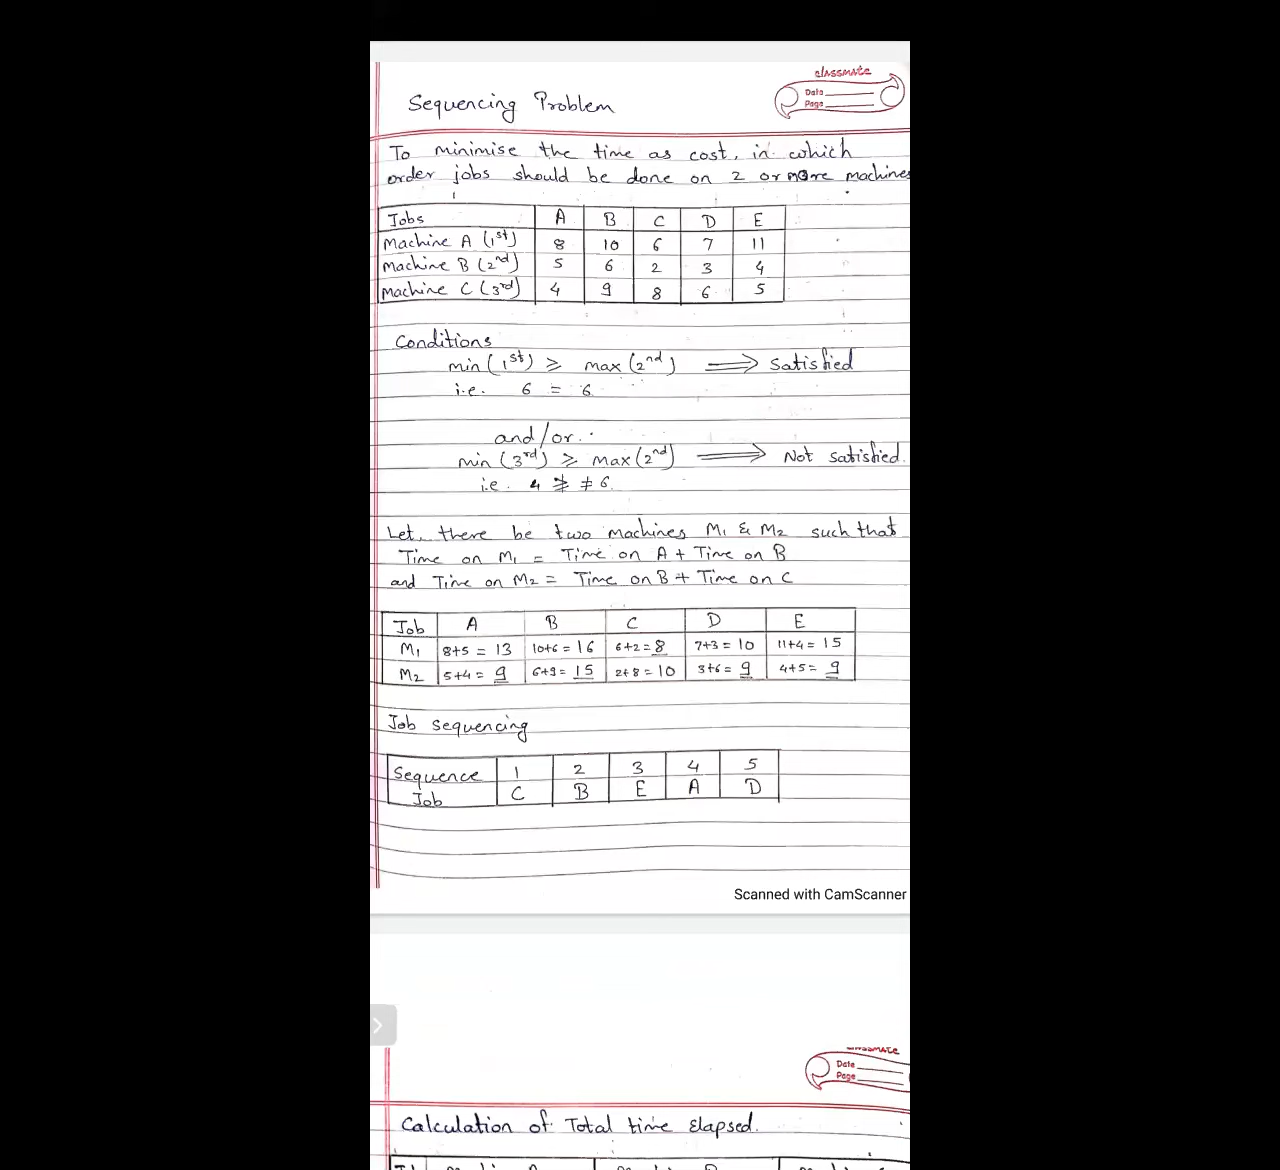 classmate
Date
Page
Sequencing Problem
To minimise the time as cost, in which
order jobs should be done on 2 or more machines
Jobs A B C D E
Machine A (1st) 8 10 6 7 11
Machine B (2nd) 5 6 2 3 4
Machine C (3rd) 4 9 8 6 5
Conditions
min (1st) ≥ max (2nd) ⟹ Satisfied
i.e. 6 = 6
and/or
min (3rd) ≥ max (2nd) ⟹ Not satisfied.
i.e. 4 ≱ ≠ 6.
Let, there be two machines M1 & M2 such that
Time on M1 = Time on A + Time on B
and Time on M2 = Time on B + Time on C
Job A B C D E
M1 8+5 = 13 10+6 = 16 6+2 = 8 7+3 = 10 11+4 = 15
M2 5+4 = 9 6+9 = 15 2+8 = 10 3+6 = 9 4+5 = 9
Job sequencing
Sequence 1 2 3 4 5
Job C B E A D
Scanned with CamScanner
classmate
Date
Page
Calculation of Total time Elapsed.